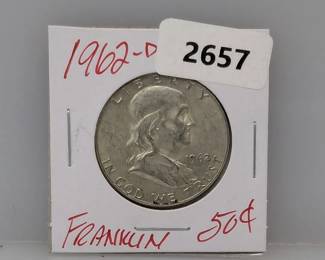 1962-D
2657
LIBERTY
1962
IN GOD WE TRUST
FRANKLIN 50¢